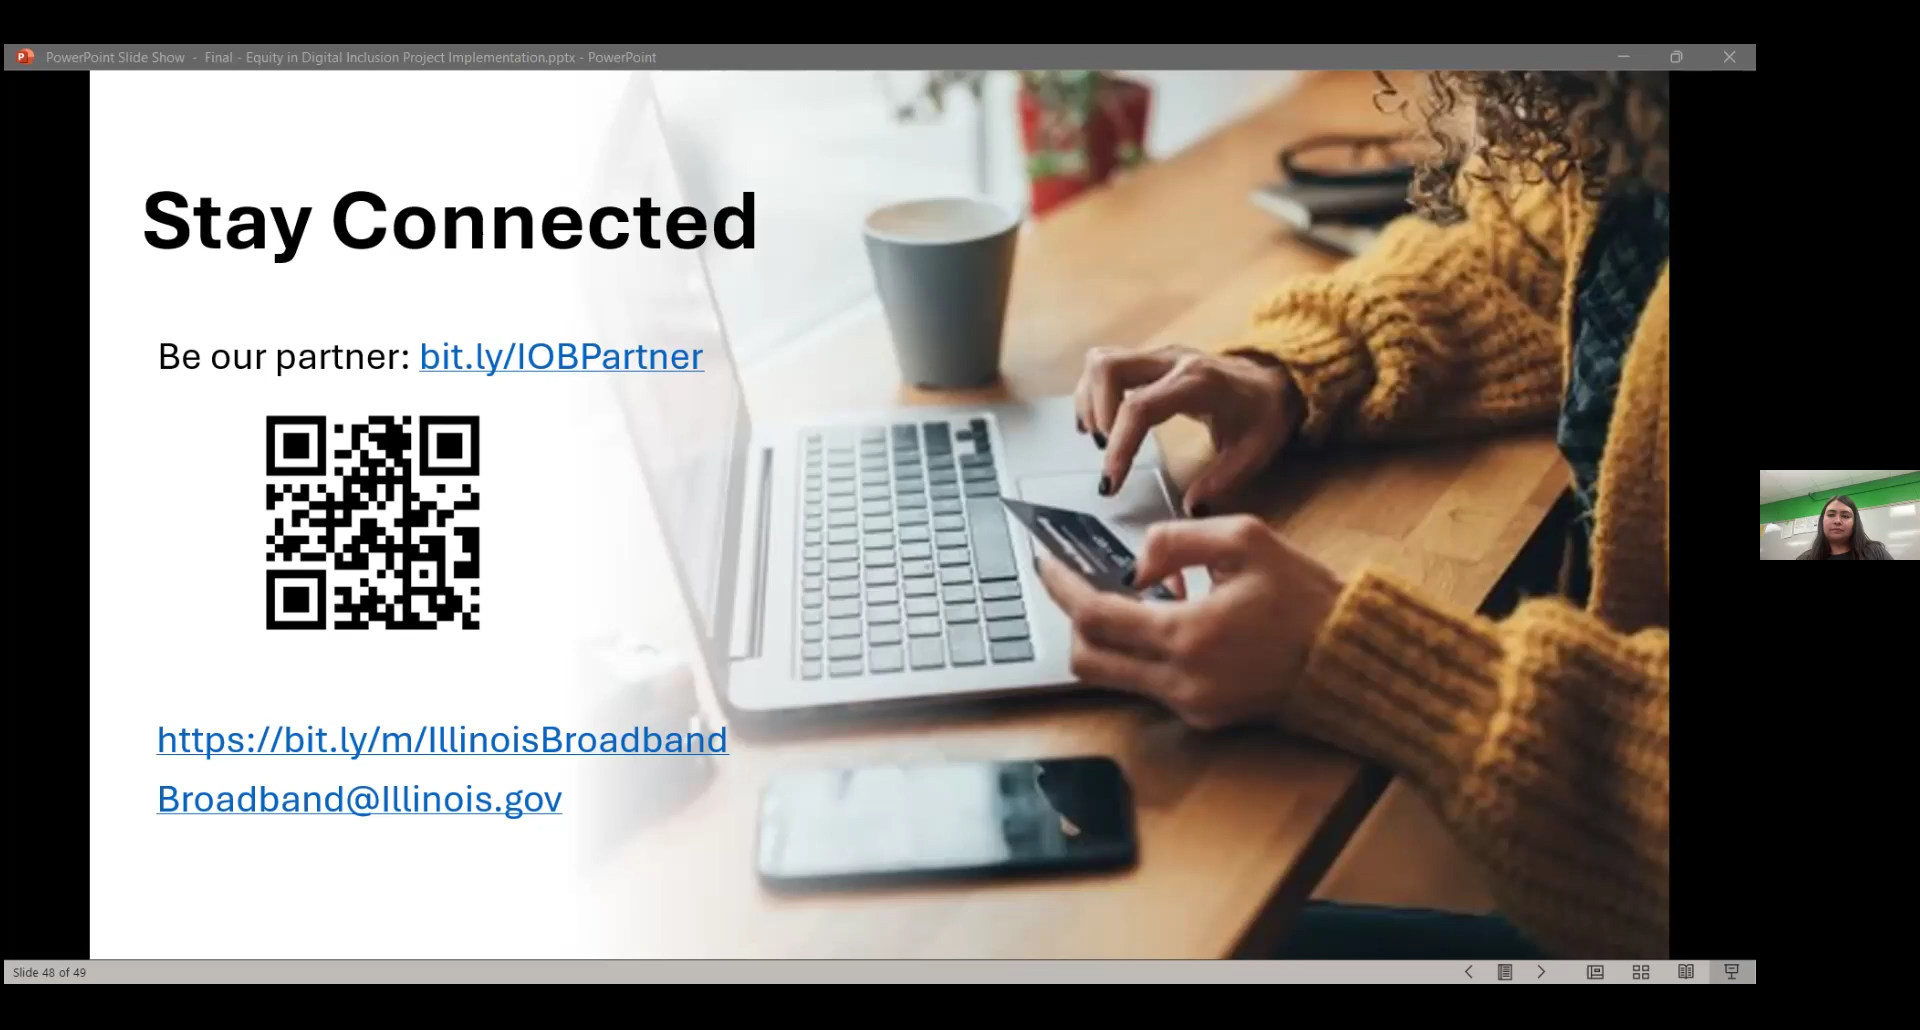 PowerPoint Slide Show - Final - Equity in Digital Inclusion Project Implementation.pptx - PowerPoint
Stay Connected
Be our partner: bit.ly/IOBPartner
https://bit.ly/m/IllinoisBroadband
Broadband@Illinois.gov
Slide 48 of 49